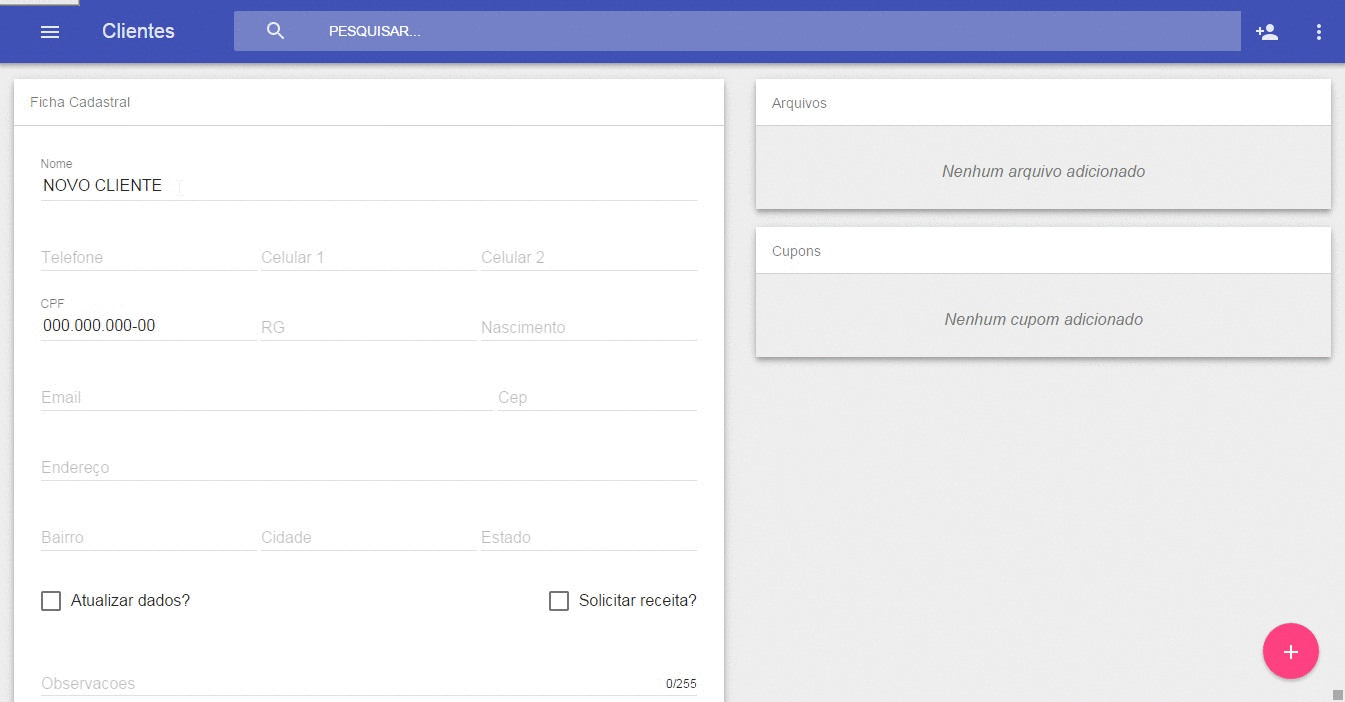 Clientes
PESQUISAR...
Ficha Cadastral
Nome
NOVO CLIENTE
Telefone Celular 1 Celular 2
CPF
000.000.000-00 RG Nascimento
Email Cep
Endereço
Bairro Cidade Estado
Atualizar dados? Solicitar receita?
Observacoes 0/255
Arquivos
Nenhum arquivo adicionado
Cupons
Nenhum cupom adicionado